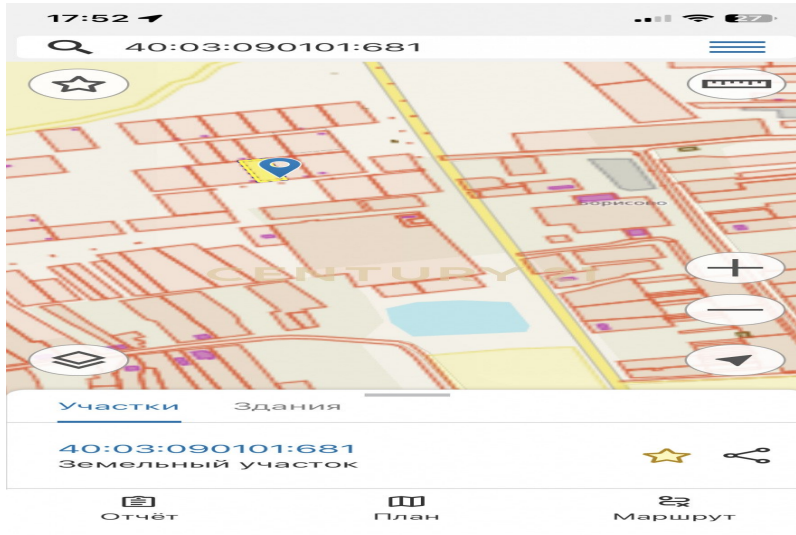 17:52
27
40:03:090101:681
Борисово
CENTURY 21
Участки
Здания
40:03:090101:681
Земельный участок
Отчёт
План
Маршрут